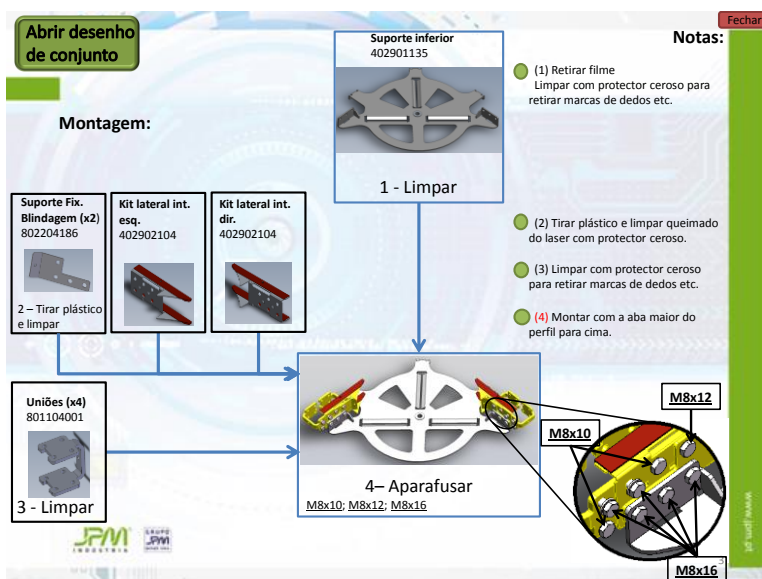 Abrir desenho
de conjunto
Fechar
Notas:
Suporte inferior
402901135
1 - Limpar
(1) Retirar filme
Limpar com protector ceroso para
retirar marcas de dedos etc.
Montagem:
Suporte Fix.
Blindagem (x2)
802204186
2 – Tirar plástico
e limpar
Kit lateral int.
esq.
402902104
Kit lateral int.
dir.
402902104
(2) Tirar plástico e limpar queimado
do laser com protector ceroso.
(3) Limpar com protector ceroso
para retirar marcas de dedos etc.
(4) Montar com a aba maior do
perfil para cima.
Uniões (x4)
801104001
3 - Limpar
4– Aparafusar
M8x10; M8x12; M8x16
M8x12
M8x10
M8x16
JPM
INDUSTRIA
GRUPO
JPM
www.jpm.pt
3